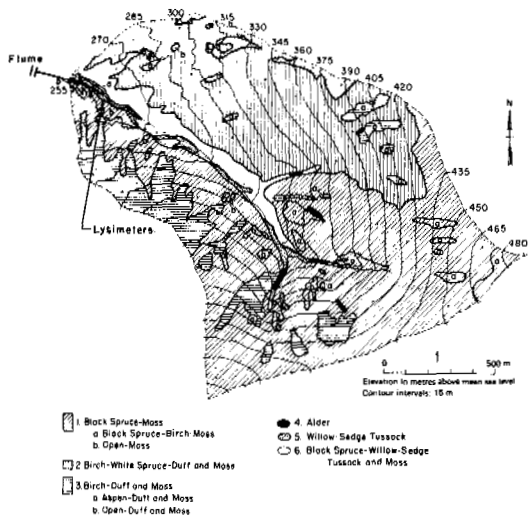 285
300
315
330
345
360
375
390
405
420
270
Flume
255
N
435
450
465
480
Lysimeters
0 500 m
Elevation in metres above mean sea level
Contour intervals: 15 m
1. Black Spruce-Moss
a Black Spruce-Birch-Moss
b. Open-Moss
2 Birch-White Spruce-Duff and Moss
3. Birch-Duff and Moss
a Aspen-Duff and Moss
b. Open-Duff and Moss
4. Alder
5. Willow-Sedge Tussock
6. Black Spruce-Willow-Sedge
Tussock and Moss